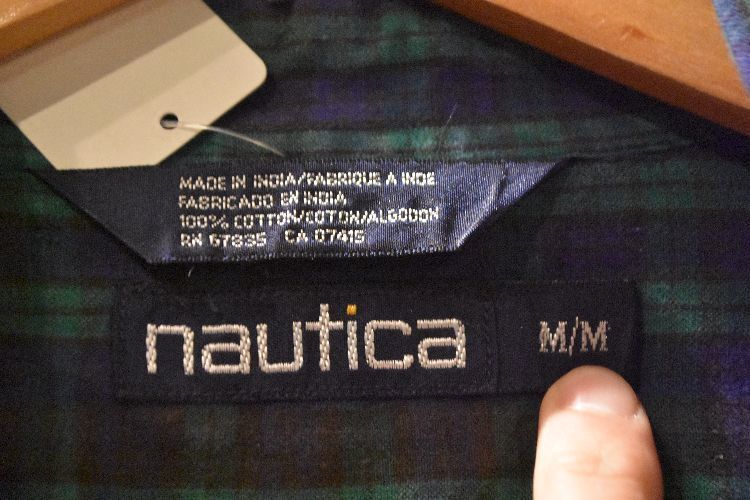 MADE IN INDIA/FABRIQUE A INDE
FABRICADO EN INDIA
100% COTTON/COTON/ALGODON
RN 67835 CA 07415
nautica
M/M